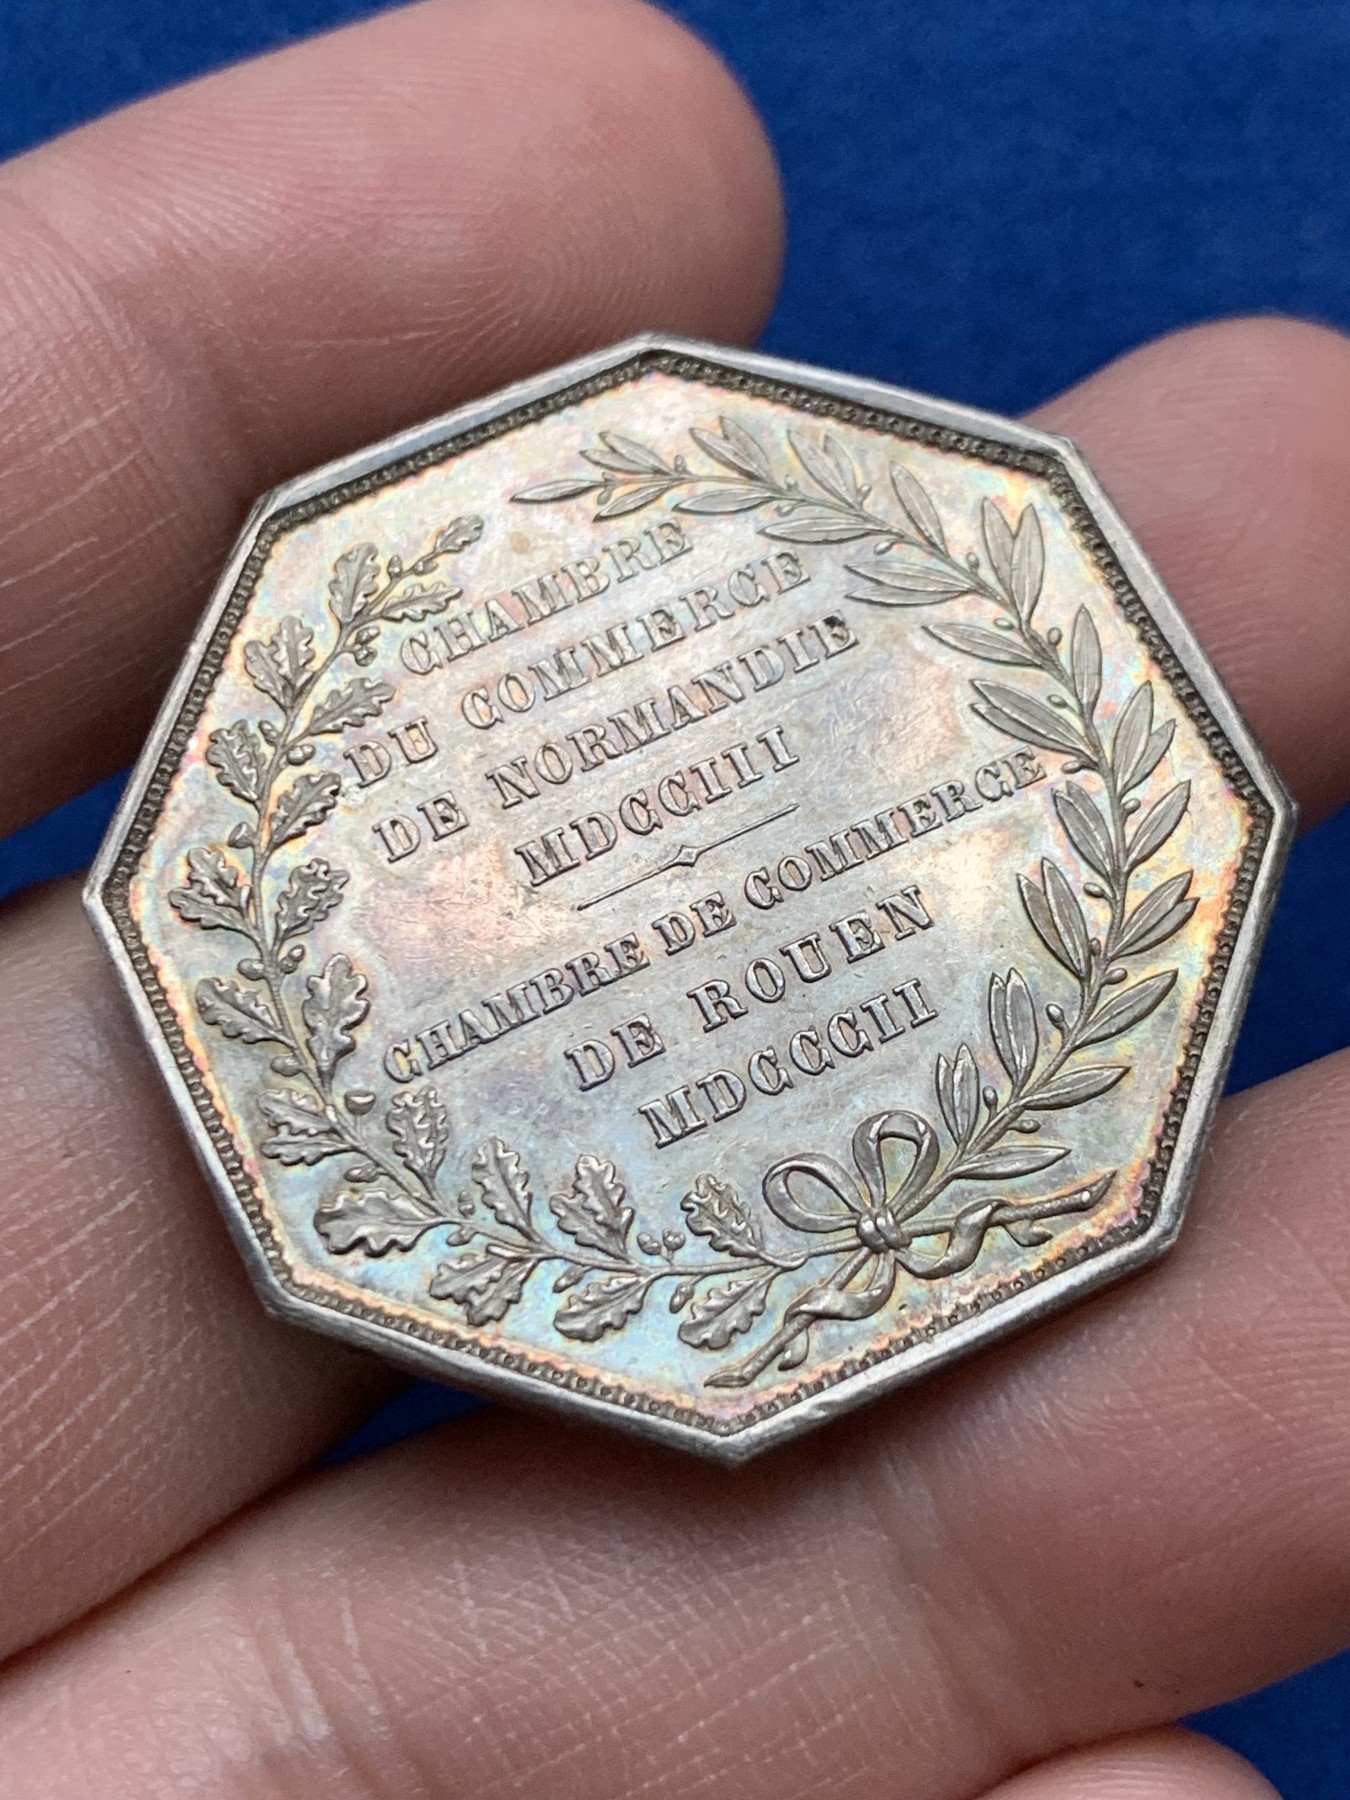 CHAMBRE
DU COMMERCE
DE NORMANDIE
MDCCIII
CHAMBRE DE COMMERCE
DE ROUEN
MDCCCII